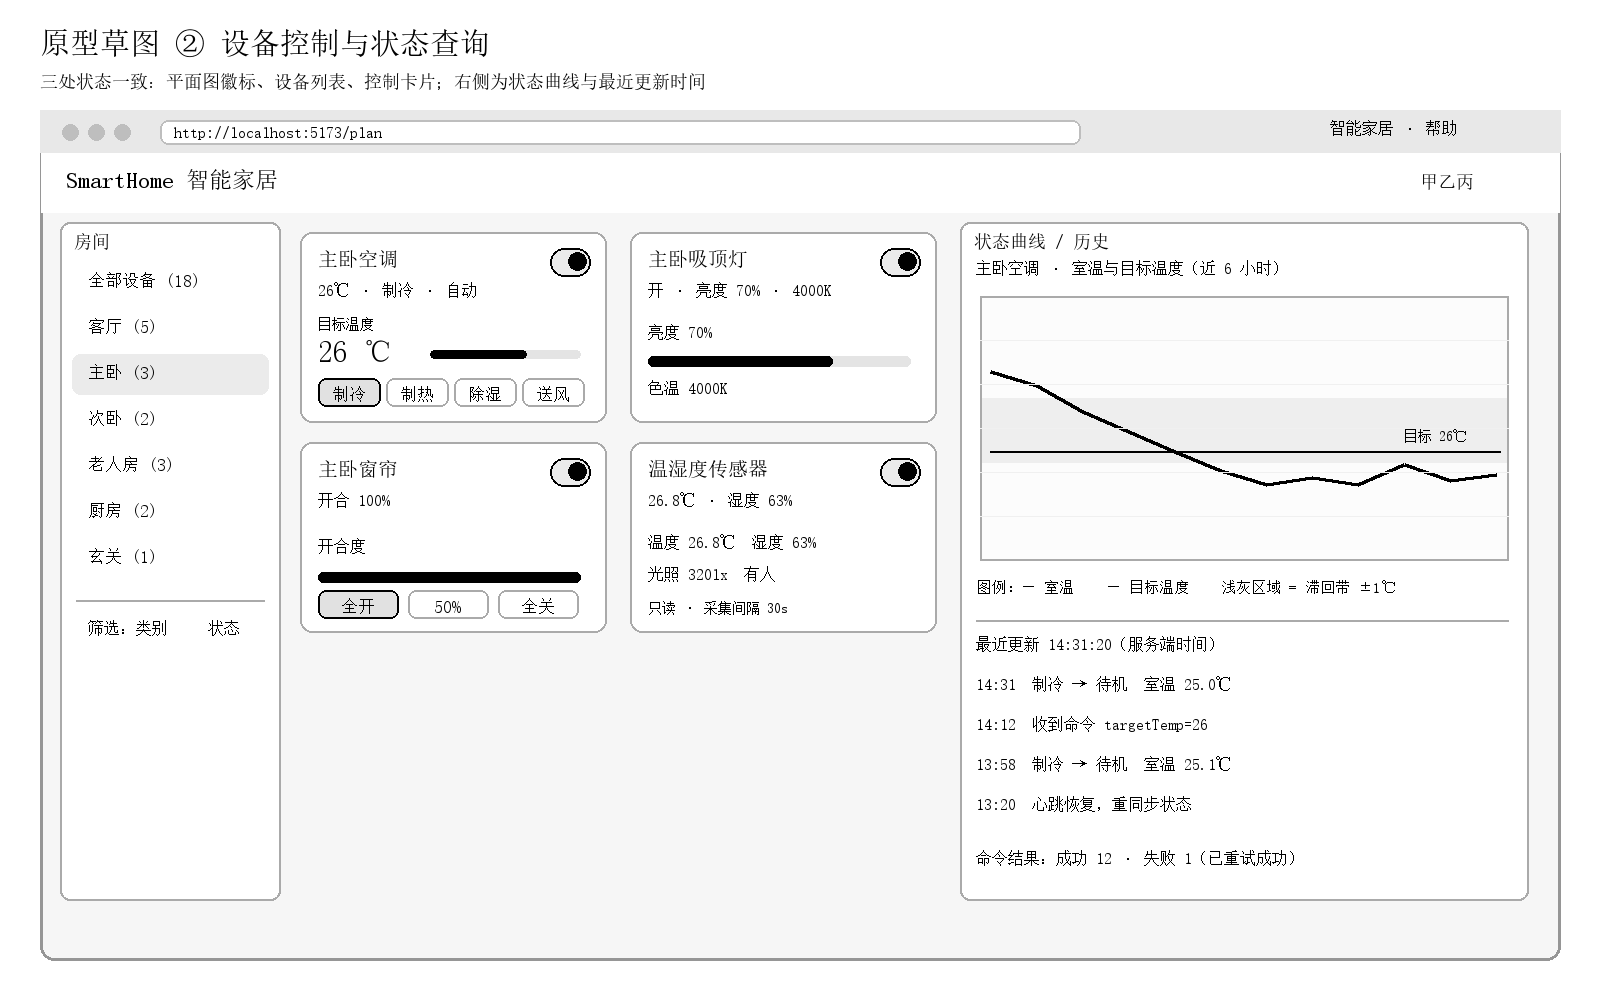 原型草图 ② 设备控制与状态查询
三处状态一致：平面图徽标、设备列表、控制卡片；右侧为状态曲线与最近更新时间
http://localhost:5173/plan
智能家居 · 帮助
SmartHome 智能家居
甲乙丙
房间
全部设备 (18)
客厅 (5)
主卧 (3)
次卧 (2)
老人房 (3)
厨房 (2)
玄关 (1)
筛选：类别 状态
主卧空调
26℃ · 制冷 · 自动
目标温度
26 ℃
制冷 制热 除湿 送风
主卧吸顶灯
开 · 亮度 70% · 4000K
亮度 70%
色温 4000K
主卧窗帘
开合 100%
开合度
全开 50% 全关
温湿度传感器
26.8℃ · 湿度 63%
温度 26.8℃ 湿度 63%
光照 320lx 有人
只读 · 采集间隔 30s
状态曲线 / 历史
主卧空调 · 室温与目标温度（近 6 小时）
目标 26℃
图例：— 室温 — 目标温度 浅灰区域 = 滞回带 ±1℃
最近更新 14:31:20（服务端时间）
14:31 制冷 → 待机 室温 25.0℃
14:12 收到命令 targetTemp=26
13:58 制冷 → 待机 室温 25.1℃
13:20 心跳恢复，重同步状态
命令结果：成功 12 · 失败 1（已重试成功）